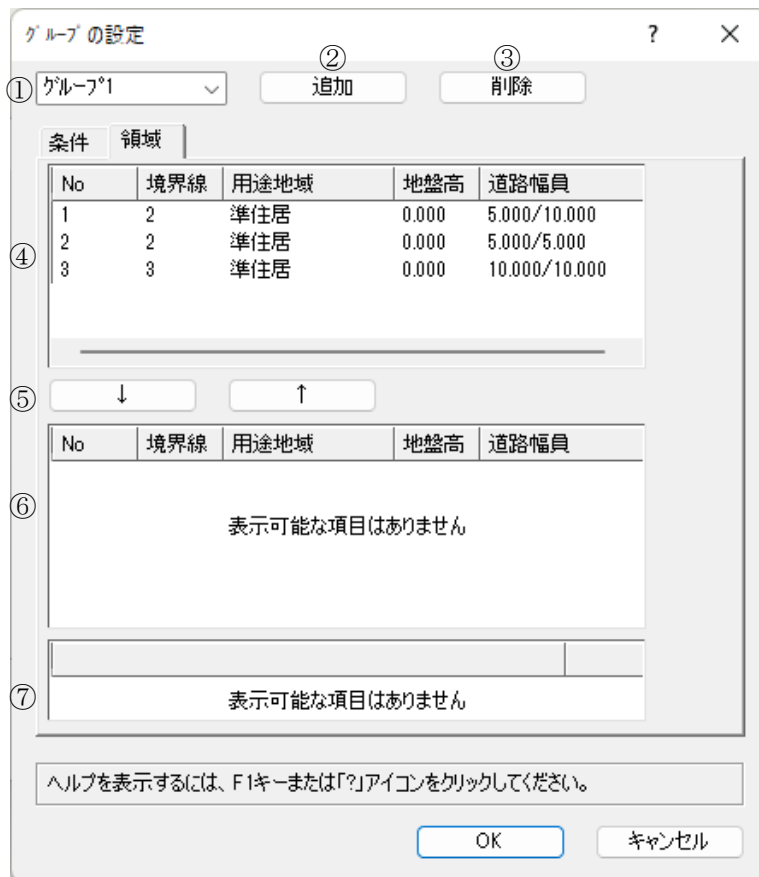 グループの設定 ? ×
② ③
① グループ1 追加 削除
条件 領域
No 境界線 用途地域 地盤高 道路幅員
1 2 準住居 0.000 5.000/10.000
2 2 準住居 0.000 5.000/5.000
④
3 3 準住居 0.000 10.000/10.000
⑤ ↓ ↑
No 境界線 用途地域 地盤高 道路幅員
⑥
表示可能な項目はありません
⑦ 表示可能な項目はありません
ヘルプを表示するには、F1キーまたは「?」アイコンをクリックしてください。
OK キャンセル